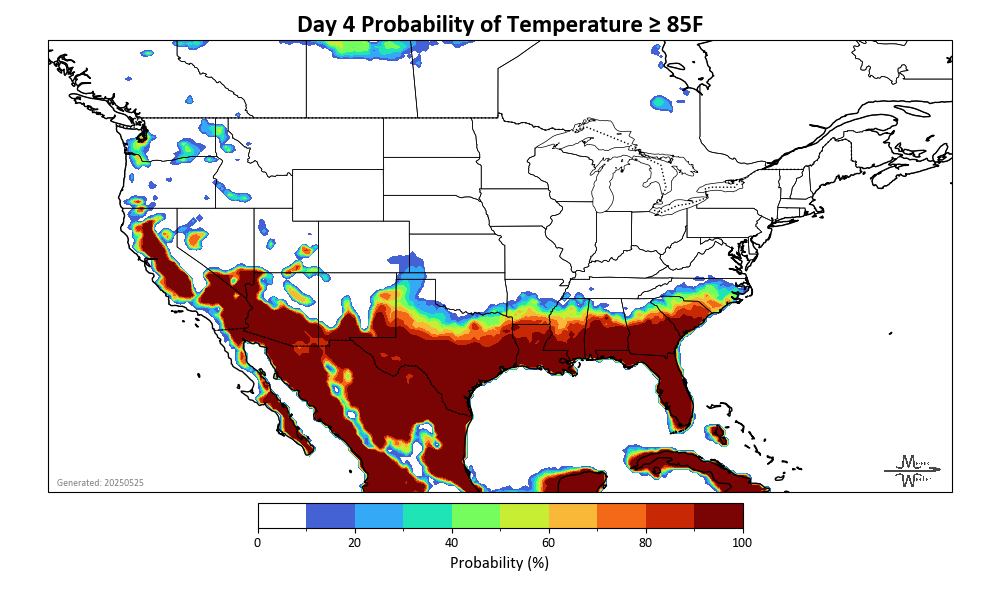 Day 4 Probability of Temperature ≥ 85F
Generated: 20250525
0 20 40 60 80 100
Probability (%)